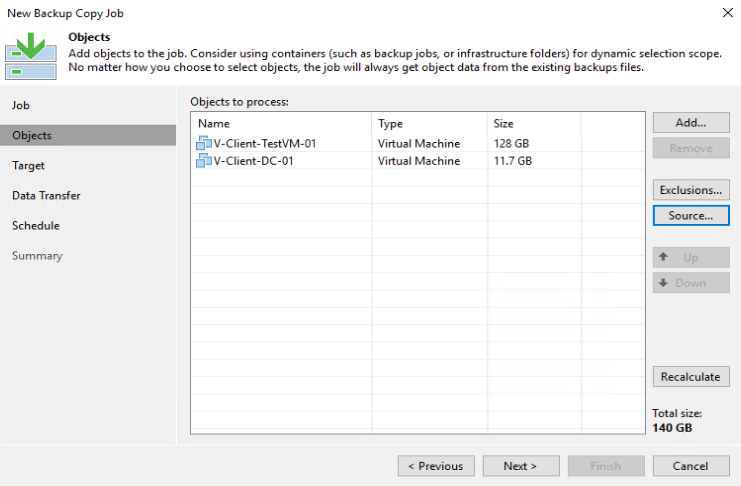 New Backup Copy Job
Objects
Add objects to the job. Consider using containers (such as backup jobs, or infrastructure folders) for dynamic selection scope.
No matter how you choose to select objects, the job will always get object data from the existing backups files.
Job
Objects
Target
Data Transfer
Schedule
Summary
Objects to process:
Name Type Size
V-Client-TestVM-01 Virtual Machine 128 GB
V-Client-DC-01 Virtual Machine 11.7 GB
Add...
Remove
Exclusions...
Source...
Up
Down
Recalculate
Total size:
140 GB
< Previous Next > Finish Cancel